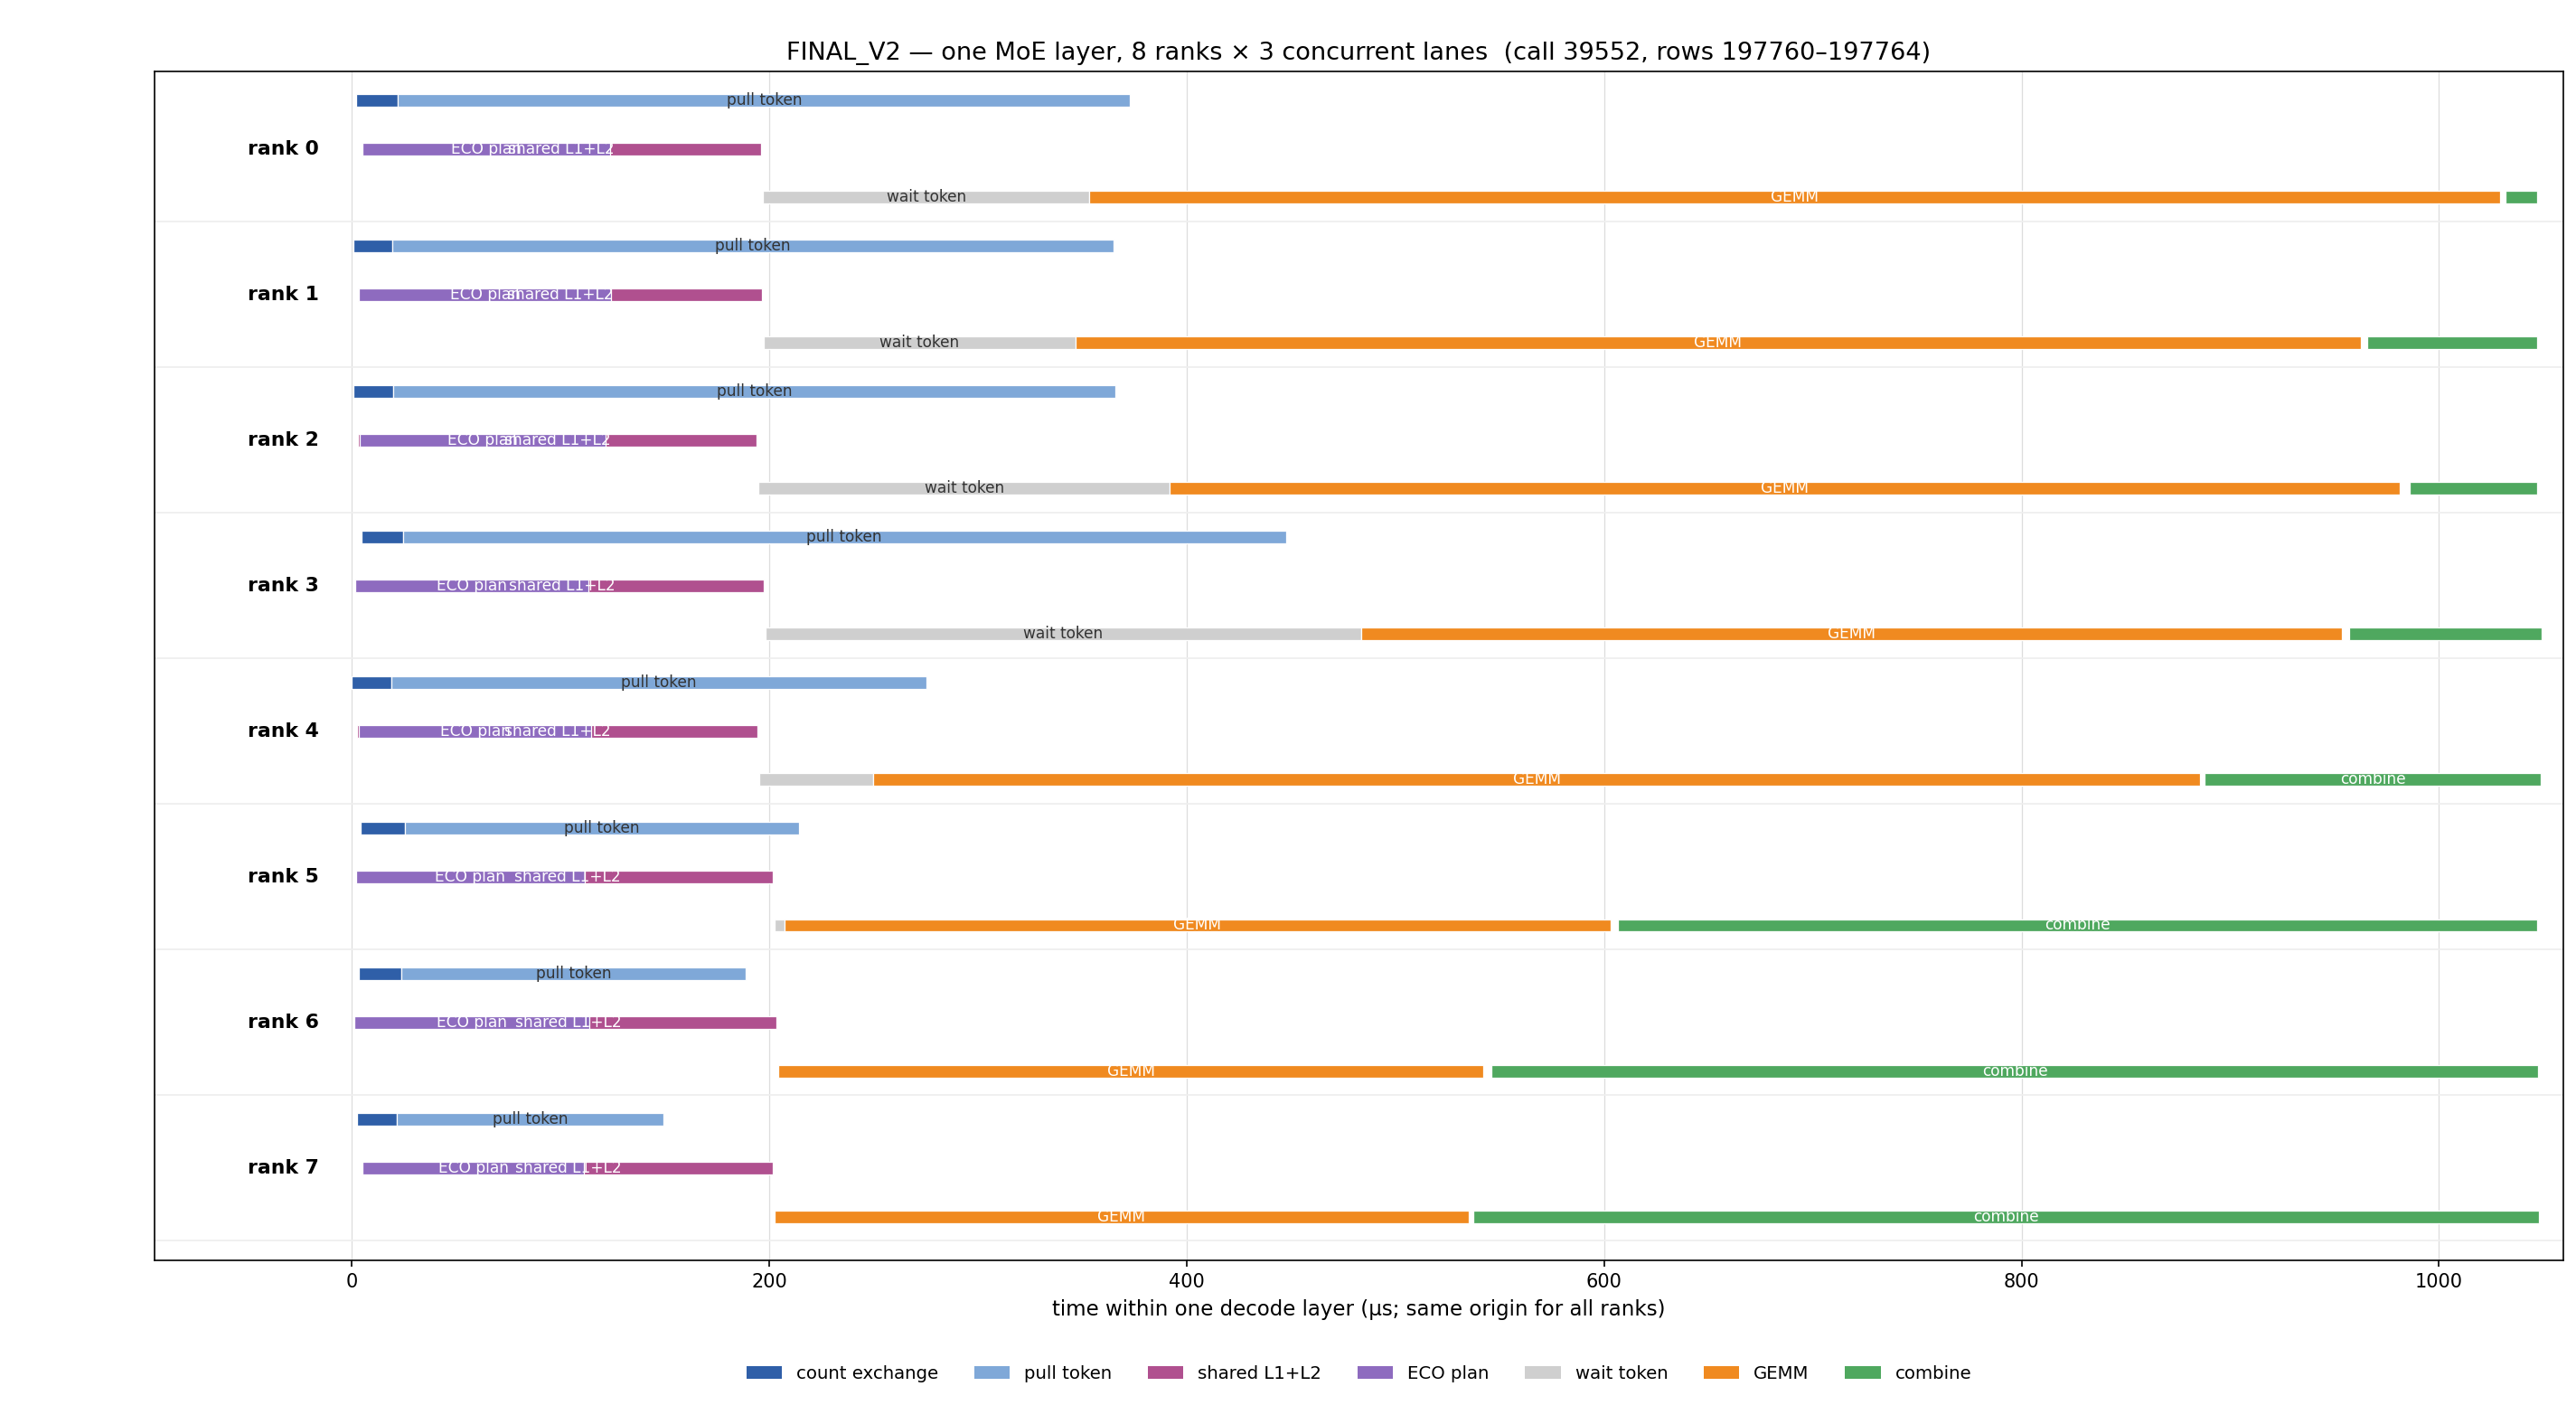 FINAL_V2 — one MoE layer, 8 ranks × 3 concurrent lanes  (call 39552, rows 197760–197764)
pull token
rank 0
ECO plan shared L1+L2
wait token GEMM
pull token
rank 1
ECO plan shared L1+L2
wait token GEMM
pull token
rank 2
ECO plan shared L1+L2
wait token GEMM
pull token
rank 3
ECO plan shared L1+L2
wait token GEMM
pull token
rank 4
ECO plan shared L1+L2
GEMM combine
pull token
rank 5
ECO plan shared L1+L2
GEMM combine
pull token
rank 6
ECO plan shared L1+L2
GEMM combine
pull token
rank 7
ECO plan shared L1+L2
GEMM combine
0 200 400 600 800 1000
time within one decode layer (µs; same origin for all ranks)
count exchange pull token shared L1+L2 ECO plan wait token GEMM combine